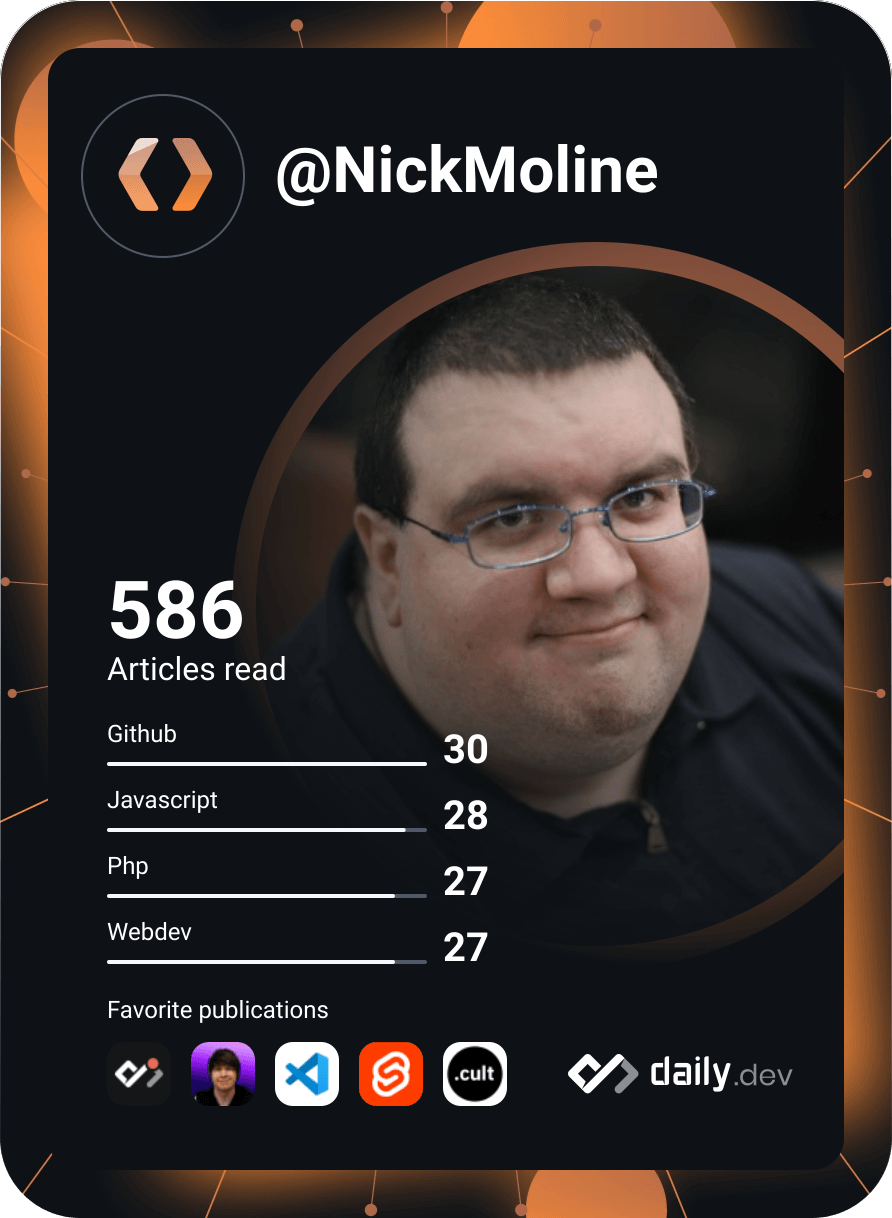 @NickMoline
586
Articles read
Github
30
Javascript
28
Php
27
Webdev
27
Favorite publications
.cult
daily.dev